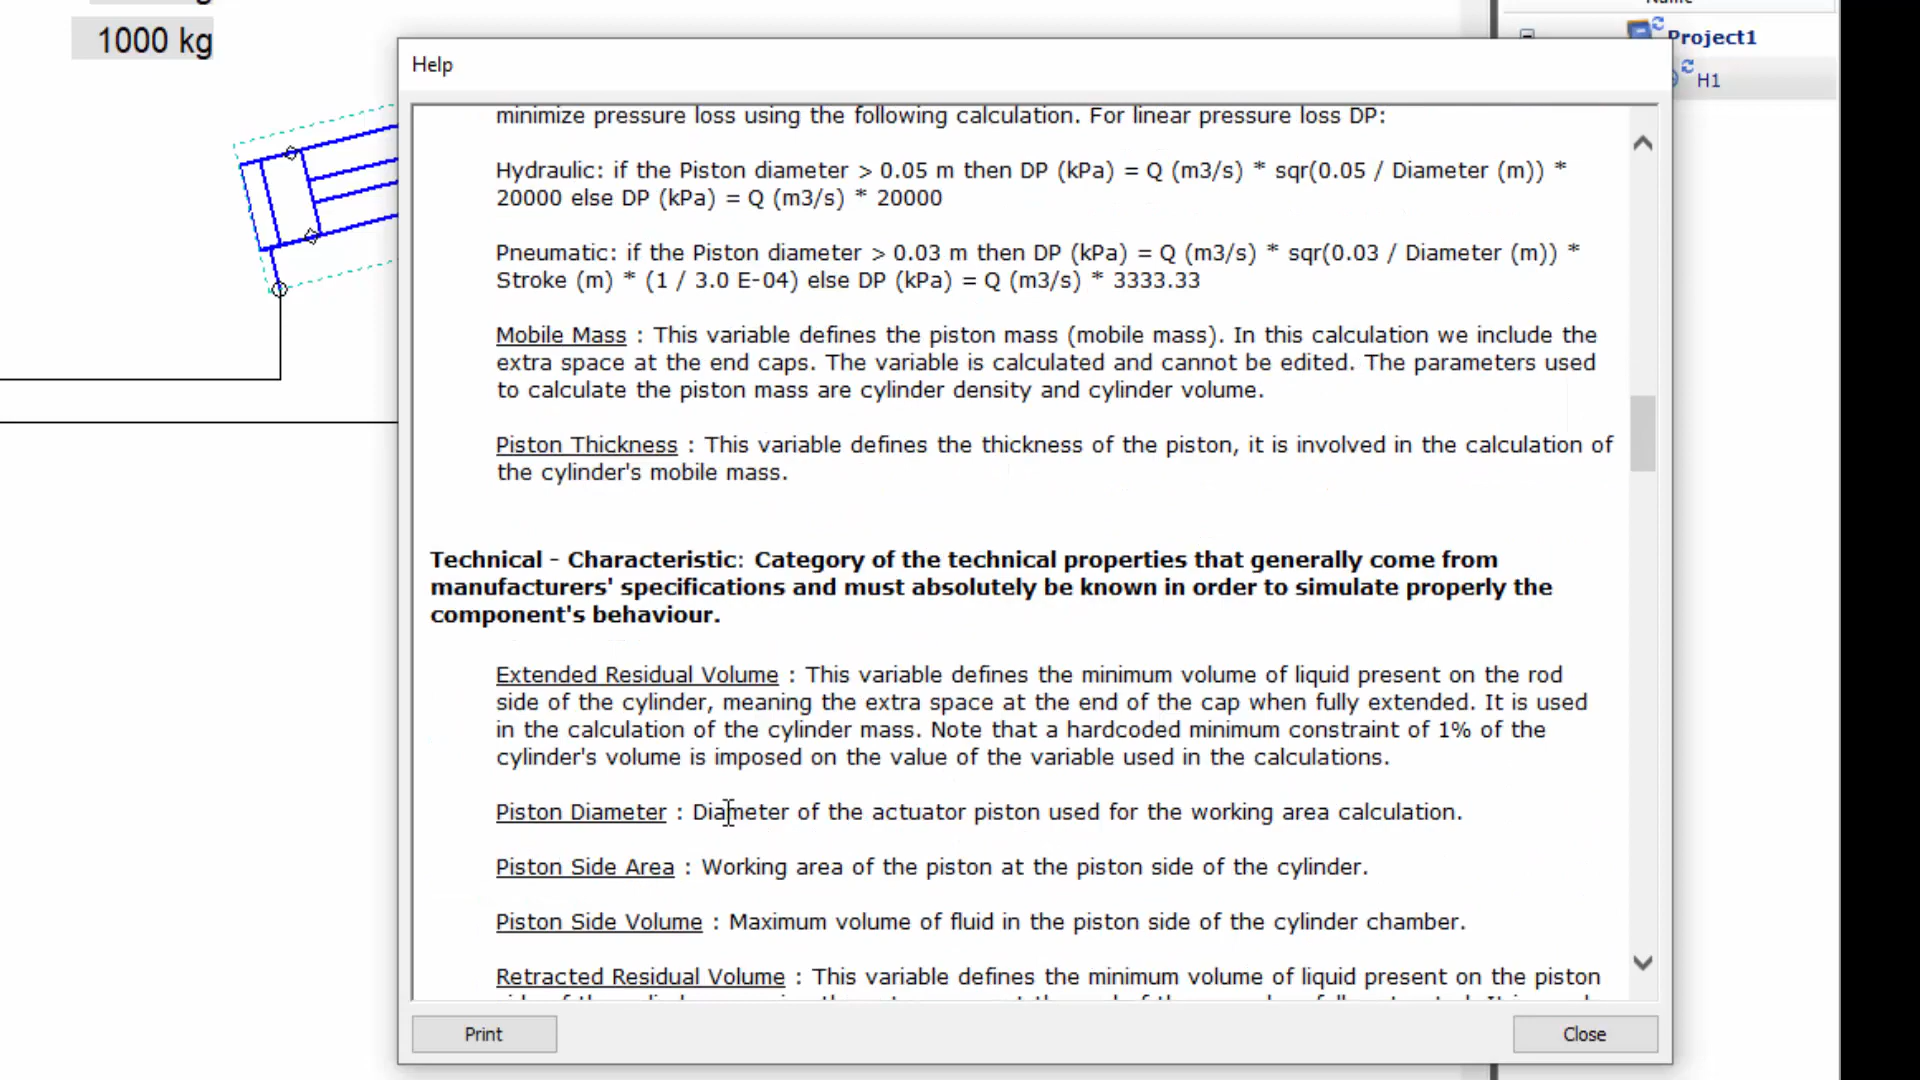 1000 kg
Project1
H1
Help
minimize pressure loss using the following calculation. For linear pressure loss DP:
Hydraulic: if the Piston diameter > 0.05 m then DP (kPa) = Q (m3/s) * sqr(0.05 / Diameter (m)) *
20000 else DP (kPa) = Q (m3/s) * 20000
Pneumatic: if the Piston diameter > 0.03 m then DP (kPa) = Q (m3/s) * sqr(0.03 / Diameter (m)) *
Stroke (m) * (1 / 3.0 E-04) else DP (kPa) = Q (m3/s) * 3333.33
Mobile Mass : This variable defines the piston mass (mobile mass). In this calculation we include the
extra space at the end caps. The variable is calculated and cannot be edited. The parameters used
to calculate the piston mass are cylinder density and cylinder volume.
Piston Thickness : This variable defines the thickness of the piston, it is involved in the calculation of
the cylinder's mobile mass.
Technical - Characteristic: Category of the technical properties that generally come from
manufacturers' specifications and must absolutely be known in order to simulate properly the
component's behaviour.
Extended Residual Volume : This variable defines the minimum volume of liquid present on the rod
side of the cylinder, meaning the extra space at the end of the cap when fully extended. It is used
in the calculation of the cylinder mass. Note that a hardcoded minimum constraint of 1% of the
cylinder's volume is imposed on the value of the variable used in the calculations.
Piston Diameter : Diameter of the actuator piston used for the working area calculation.
Piston Side Area : Working area of the piston at the piston side of the cylinder.
Piston Side Volume : Maximum volume of fluid in the piston side of the cylinder chamber.
Retracted Residual Volume : This variable defines the minimum volume of liquid present on the piston
Print
Close